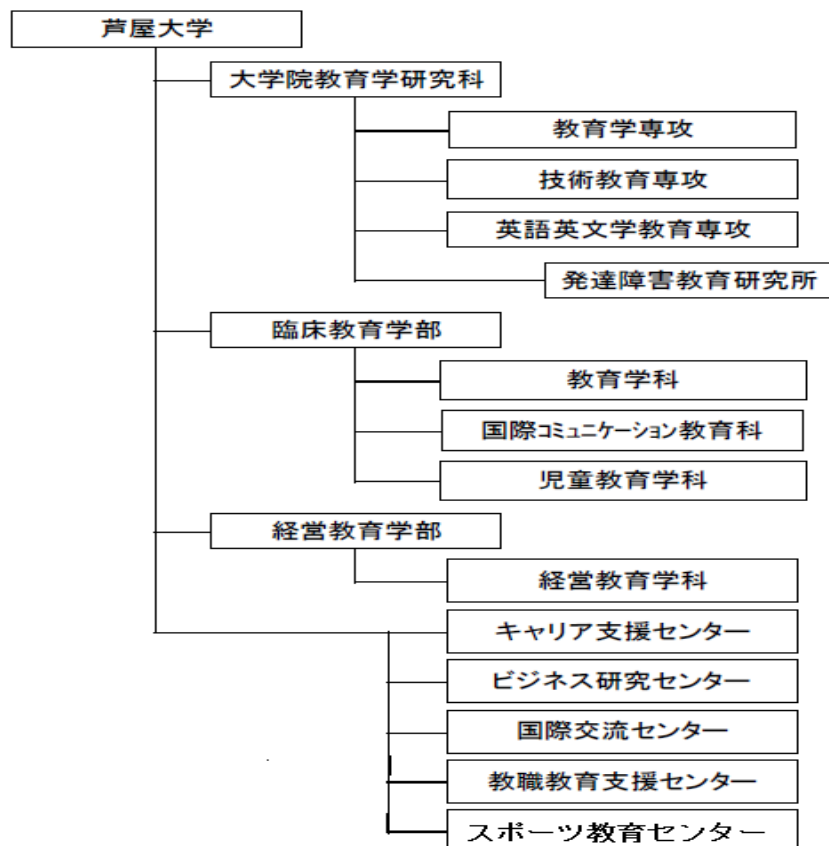 芦屋大学
大学院教育学研究科
教育学専攻
技術教育専攻
英語英文学教育専攻
発達障害教育研究所
臨床教育学部
教育学科
国際コミュニケーション教育科
児童教育学科
経営教育学部
経営教育学科
キャリア支援センター
ビジネス研究センター
国際交流センター
教職教育支援センター
スポーツ教育センター